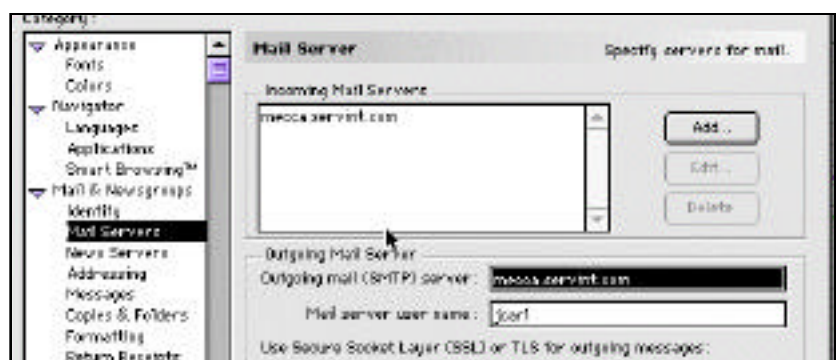 Category:
Appearance
Fonts
Colors
Navigator
Languages
Applications
Smart Browsing™
Mail & Newsgroups
Identity
Mail Servers
News Servers
Addressing
Messages
Copies & Folders
Formatting
Return Receipts
Mail Server
Specify servers for mail.
Incoming Mail Servers
mecca.servint.com
Add...
Edit...
Delete
Outgoing Mail Server
Outgoing mail (SMTP) server: mecca.servint.com
Mail server user name:
Use Secure Socket Layer (SSL) or TLS for outgoing messages: